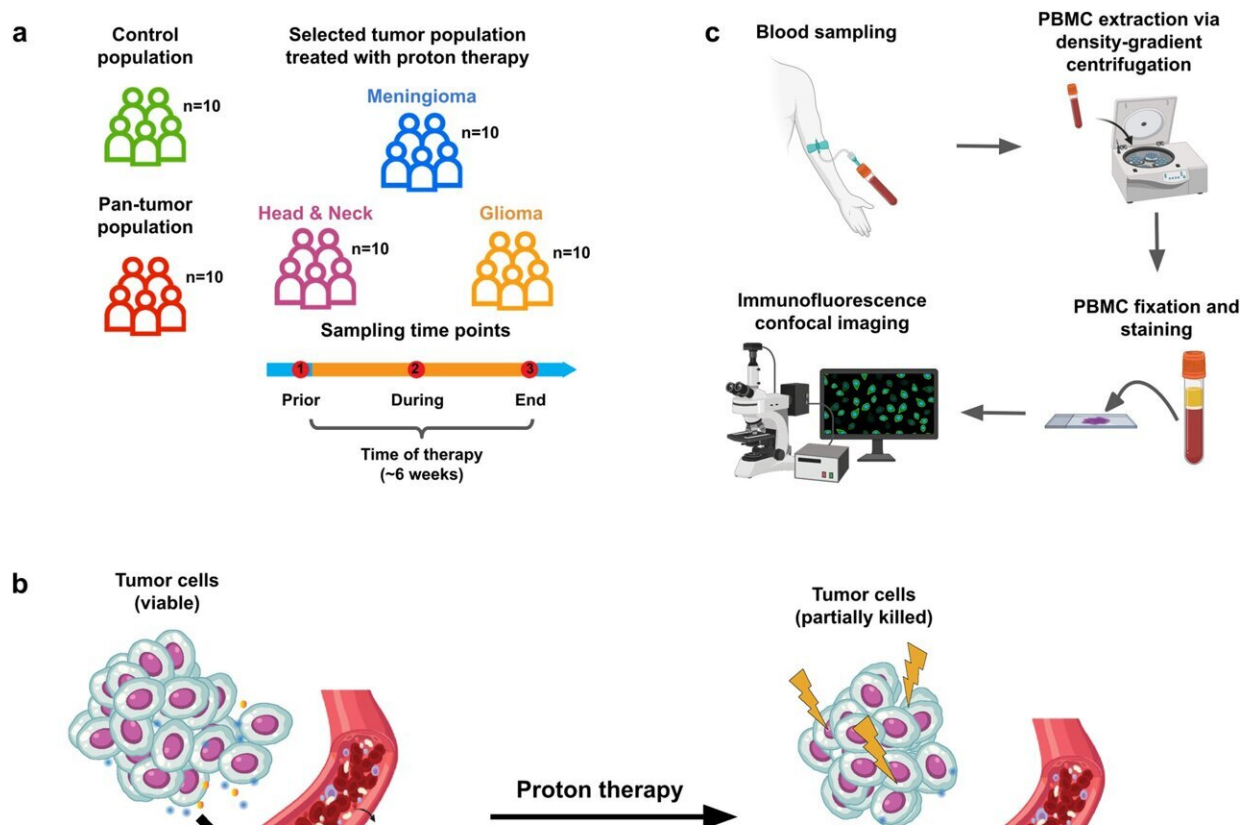 a
Control
population
n=10
Pan-tumor
population
n=10
Selected tumor population
treated with proton therapy
Meningioma
n=10
Head & Neck
n=10
Glioma
n=10
Sampling time points
1 2 3
Prior During End
Time of therapy
(~6 weeks)
c
Blood sampling
PBMC extraction via
density-gradient
centrifugation
PBMC fixation and
staining
Immunofluorescence
confocal imaging
b
Tumor cells
(viable)
Proton therapy
Tumor cells
(partially killed)